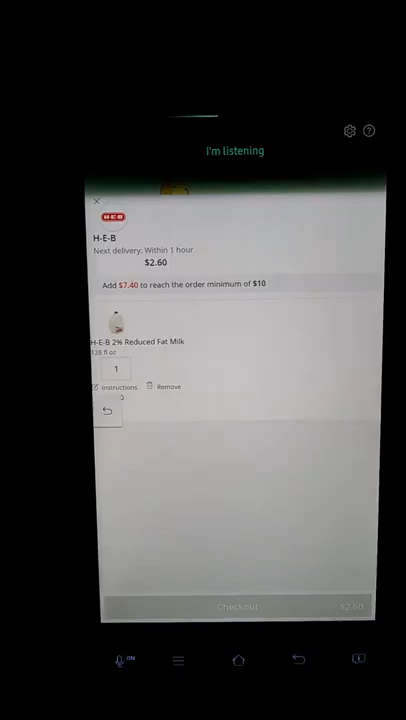 I'm listening
H-E-B
H-E-B
Next delivery: Within 1 hour
$2.60
Add $7.40 to reach the order minimum of $10
H-E-B 2% Reduced Fat Milk
128 fl oz
1
Instructions Remove
Checkout $2.60
ON